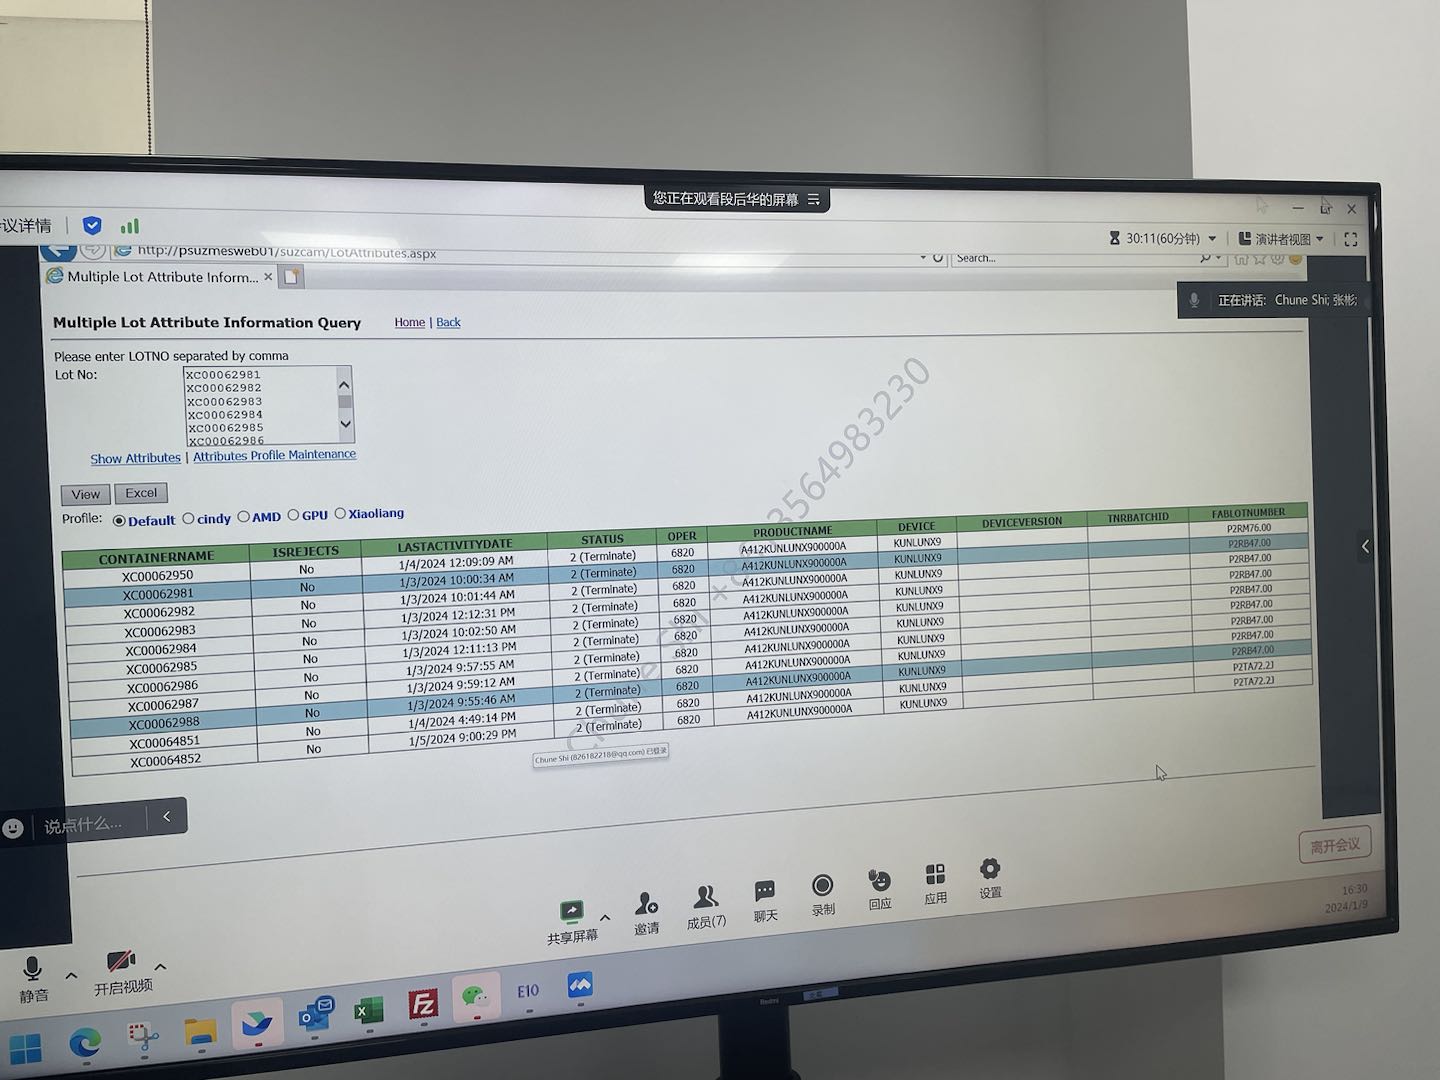 您正在观看段后华的屏幕
议详情
30:11(60分钟)
演讲者视图
http://psuzmesweb01/suzcam/LotAttributes.aspx
Search...
Multiple Lot Attribute Inform...
正在讲话: Chune Shi; 张彬;
Multiple Lot Attribute Information Query Home | Back
Please enter LOTNO separated by comma
Lot No:
XC00062981
XC00062982
XC00062983
XC00062984
XC00062985
XC00062986
Show Attributes | Attributes Profile Maintenance
View Excel
Profile: Default cindy AMD GPU Xiaoliang
CONTAINERNAME ISREJECTS LASTACTIVITYDATE STATUS OPER PRODUCTNAME DEVICE DEVICEVERSION TNRBATCHID FABLOTNUMBER
XC00062950 No 1/4/2024 12:09:09 AM 2 (Terminate) 6820 A412KUNLUNX900000A KUNLUNX9 P2RM76.00
XC00062981 No 1/3/2024 10:00:34 AM 2 (Terminate) 6820 A412KUNLUNX900000A KUNLUNX9 P2RB47.00
XC00062982 No 1/3/2024 10:01:44 AM 2 (Terminate) 6820 A412KUNLUNX900000A KUNLUNX9 P2RB47.00
XC00062983 No 1/3/2024 12:12:31 PM 2 (Terminate) 6820 A412KUNLUNX900000A KUNLUNX9 P2RB47.00
XC00062984 No 1/3/2024 10:02:50 AM 2 (Terminate) 6820 A412KUNLUNX900000A KUNLUNX9 P2RB47.00
XC00062985 No 1/3/2024 12:11:13 PM 2 (Terminate) 6820 A412KUNLUNX900000A KUNLUNX9 P2RB47.00
XC00062986 No 1/3/2024 9:57:55 AM 2 (Terminate) 6820 A412KUNLUNX900000A KUNLUNX9 P2RB47.00
XC00062987 No 1/3/2024 9:59:12 AM 2 (Terminate) 6820 A412KUNLUNX900000A KUNLUNX9 P2RB47.00
XC00062988 No 1/3/2024 9:55:46 AM 2 (Terminate) 6820 A412KUNLUNX900000A KUNLUNX9 P2RB47.00
XC00064851 No 1/4/2024 4:49:14 PM 2 (Terminate) 6820 A412KUNLUNX900000A KUNLUNX9 P2TA72.2J
XC00064852 No 1/5/2024 9:00:29 PM 2 (Terminate) 6820 A412KUNLUNX900000A KUNLUNX9 P2TA72.2J
Chune Shi (826182218@qq.com) 已登录
说点什么...
离开会议
共享屏幕
邀请
成员(7)
聊天
录制
回应
应用
设置
16:30
2024/1/9
静音
开启视频
E10
Redmi